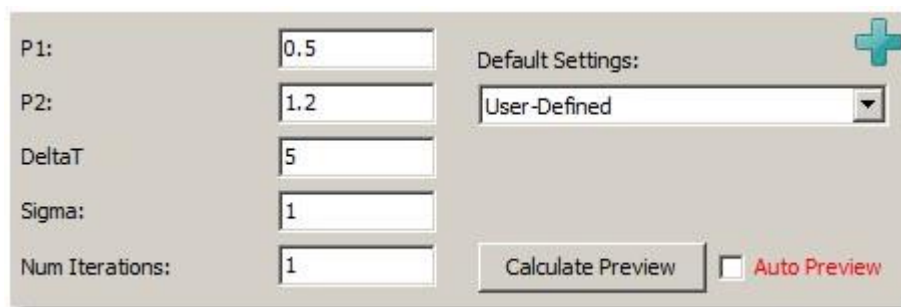 P1: 0.5
Default Settings:
P2: 1.2
User-Defined
DeltaT 5
Sigma: 1
Num Iterations: 1
Calculate Preview Auto Preview